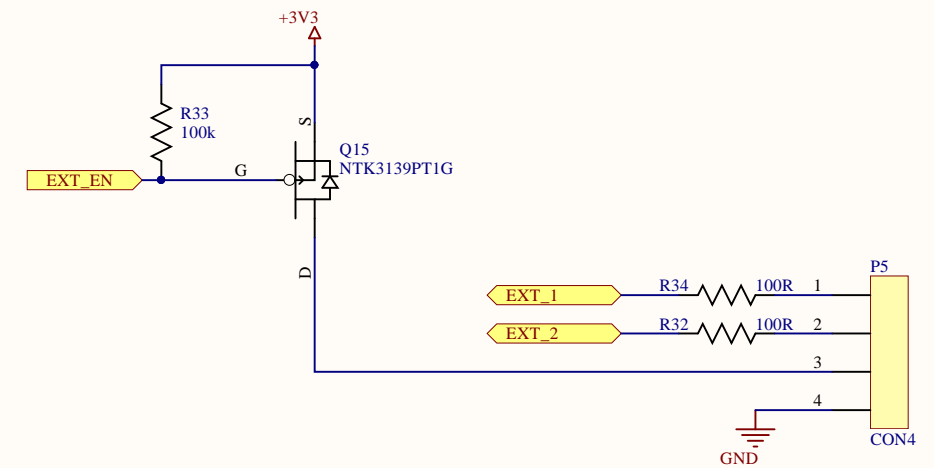 +3V3
R33
100k
S
Q15
NTK3139PT1G
G
EXT_EN
D
P5
EXT_1
R34
100R
1
EXT_2
R32
100R
2
3
4
GND
CON4